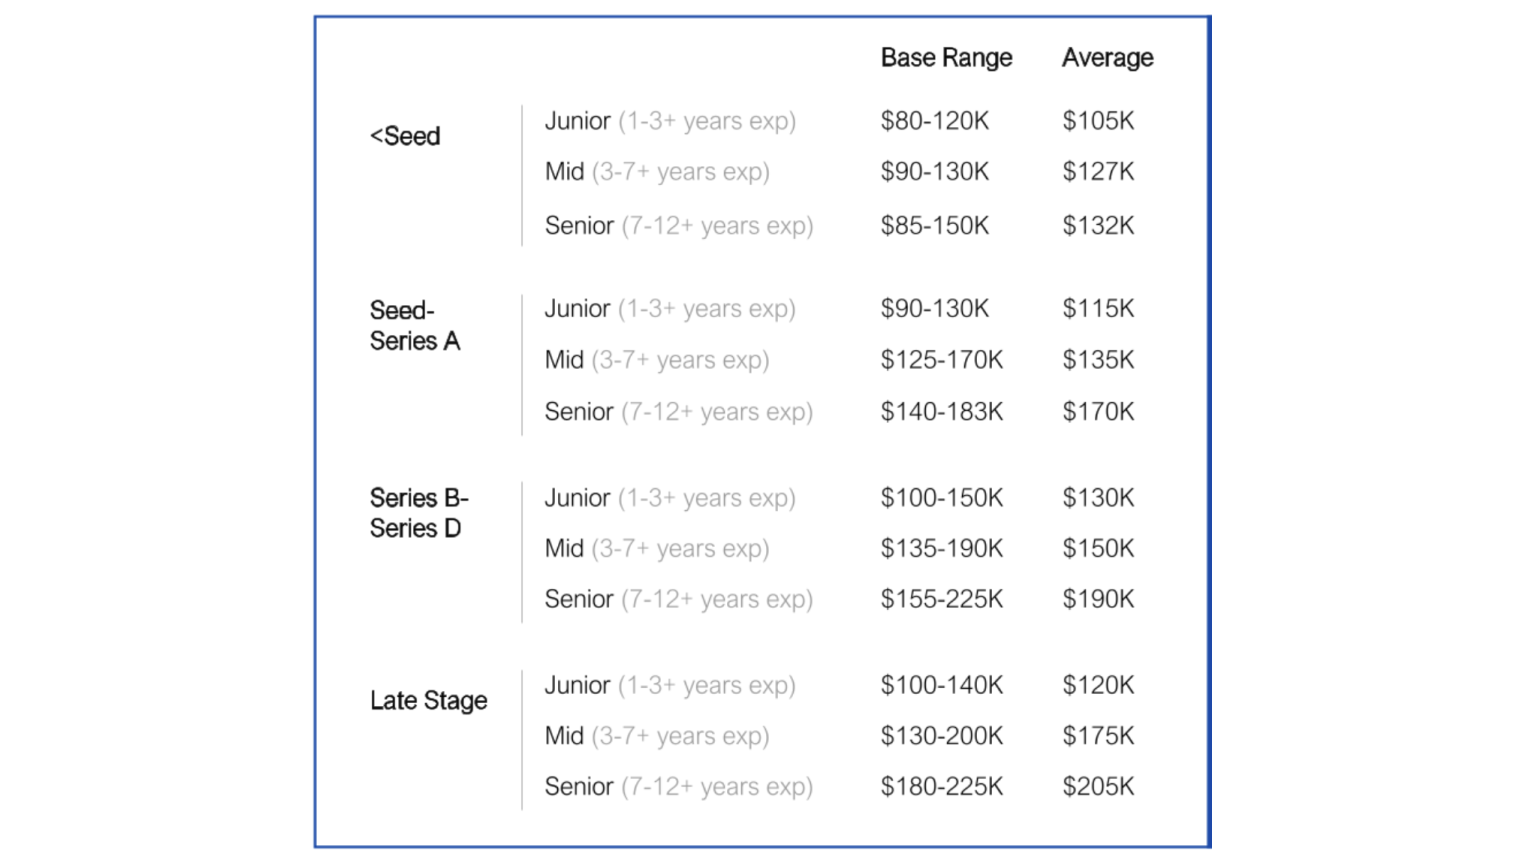 Base Range Average
<Seed
Junior (1-3+ years exp) $80-120K $105K
Mid (3-7+ years exp) $90-130K $127K
Senior (7-12+ years exp) $85-150K $132K
Seed-
Series A
Junior (1-3+ years exp) $90-130K $115K
Mid (3-7+ years exp) $125-170K $135K
Senior (7-12+ years exp) $140-183K $170K
Series B-
Series D
Junior (1-3+ years exp) $100-150K $130K
Mid (3-7+ years exp) $135-190K $150K
Senior (7-12+ years exp) $155-225K $190K
Late Stage
Junior (1-3+ years exp) $100-140K $120K
Mid (3-7+ years exp) $130-200K $175K
Senior (7-12+ years exp) $180-225K $205K